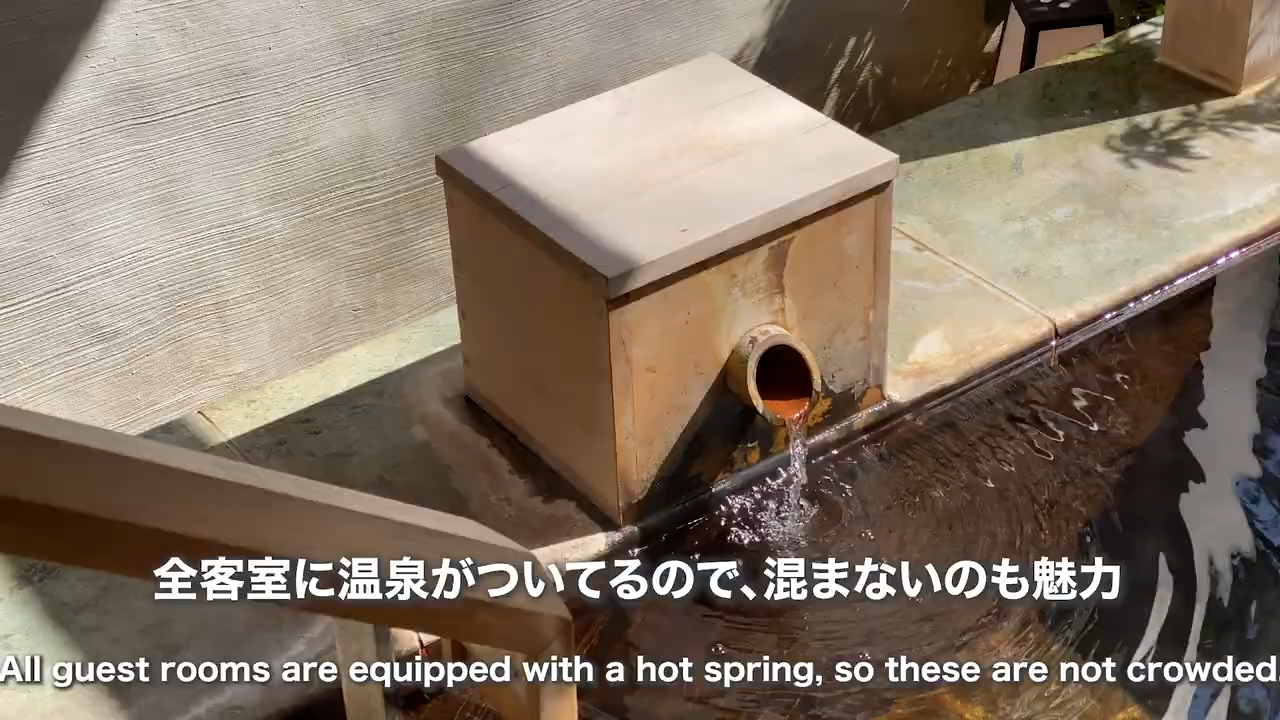 全客室に温泉がついてるので、混まないのも魅力
All guest rooms are equipped with a hot spring, so these are not crowded.